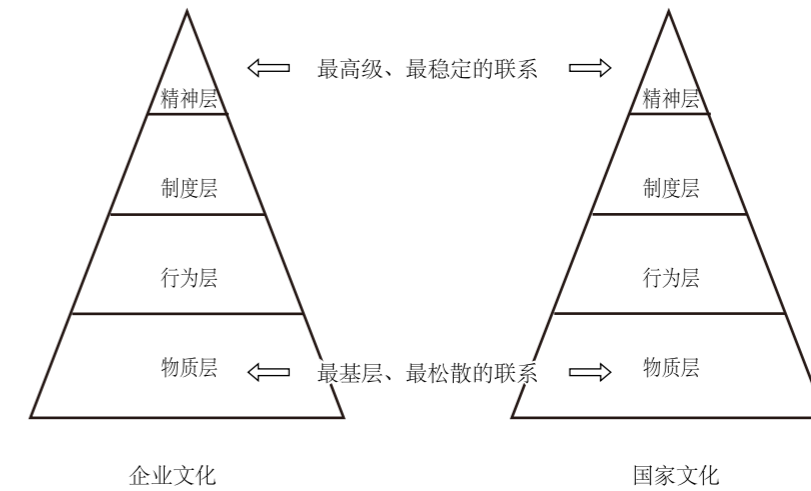 最高级、最稳定的联系
精神层 精神层
制度层 制度层
行为层 行为层
物质层 最基层、最松散的联系 物质层
企业文化 国家文化